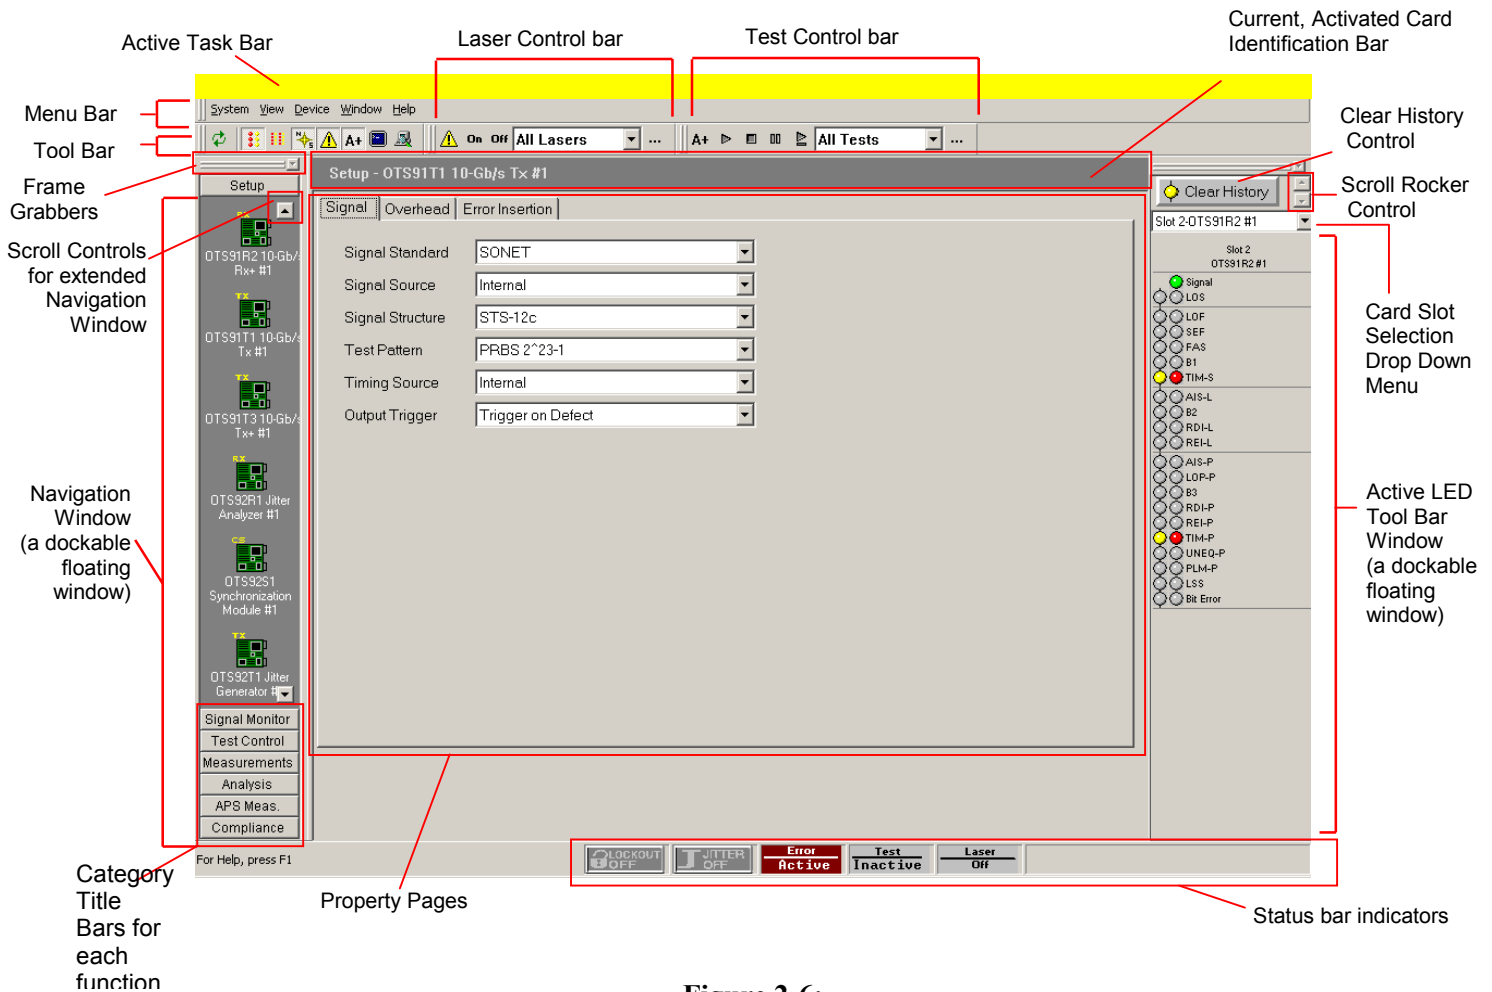 Active Task Bar
Laser Control bar
Test Control bar
Current, Activated Card
Identification Bar
Menu Bar
System View Device Window Help
Clear History
Control
Tool Bar
A+ On Off All Lasers ... A+ All Tests ...
Frame
Grabbers
Setup
Setup - OTS91T1 10-Gb/s Tx #1
Clear History
Scroll Rocker
Control
Signal Overhead Error Insertion
Slot 2-OTS91R2 #1
Scroll Controls
for extended
Navigation
Window
RX
OTS91R2 10-Gb/s
Rx+ #1
TX
OTS91T1 10-Gb/s
Tx #1
TX
OTS91T3 10-Gb/s
Tx+ #1
RX
OTS92R1 Jitter
Analyzer #1
CS
OTS92S1
Synchronization
Module #1
TX
OTS92T1 Jitter
Generator #
Signal Standard SONET
Signal Source Internal
Signal Structure STS-12c
Test Pattern PRBS 2^23-1
Timing Source Internal
Output Trigger Trigger on Defect
Slot 2
OTS91R2 #1
Signal
LOS
LOF
SEF
FAS
B1
TIM-S
AIS-L
B2
RDI-L
REI-L
AIS-P
LOP-P
B3
RDI-P
REI-P
TIM-P
UNEQ-P
PLM-P
LSS
Bit Error
Card Slot
Selection
Drop Down
Menu
Navigation
Window
(a dockable
floating
window)
Active LED
Tool Bar
Window
(a dockable
floating
window)
Signal Monitor
Test Control
Measurements
Analysis
APS Meas.
Compliance
For Help, press F1
LOCKOUT
OFF
JITTER
OFF
Error
Active
Test
Inactive
Laser
Off
Category
Title
Bars for
each
function
Property Pages
Status bar indicators
Figure 2-6: